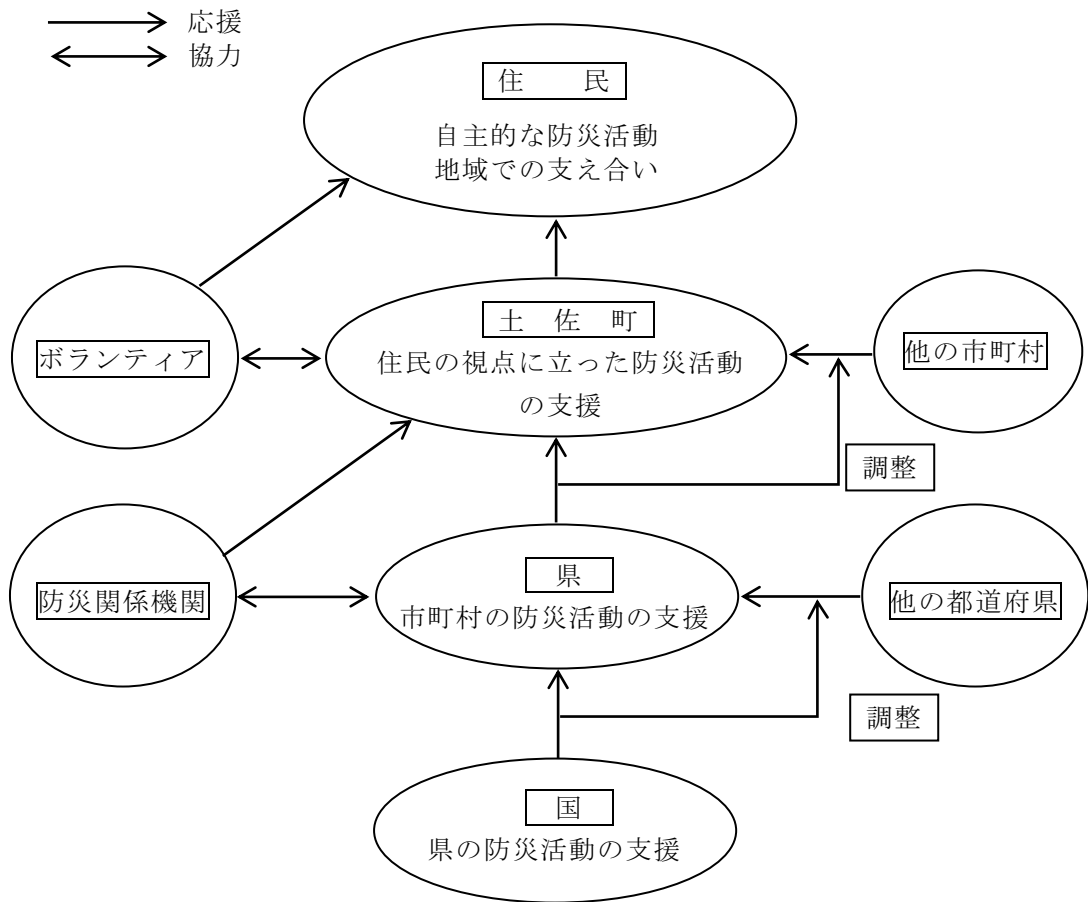 応援
協力
住　民
自主的な防災活動
地域での支え合い
土　佐　町
住民の視点に立った防災活動
の支援
ボランティア
他の市町村
調整
県
市町村の防災活動の支援
防災関係機関
他の都道府県
調整
国
県の防災活動の支援